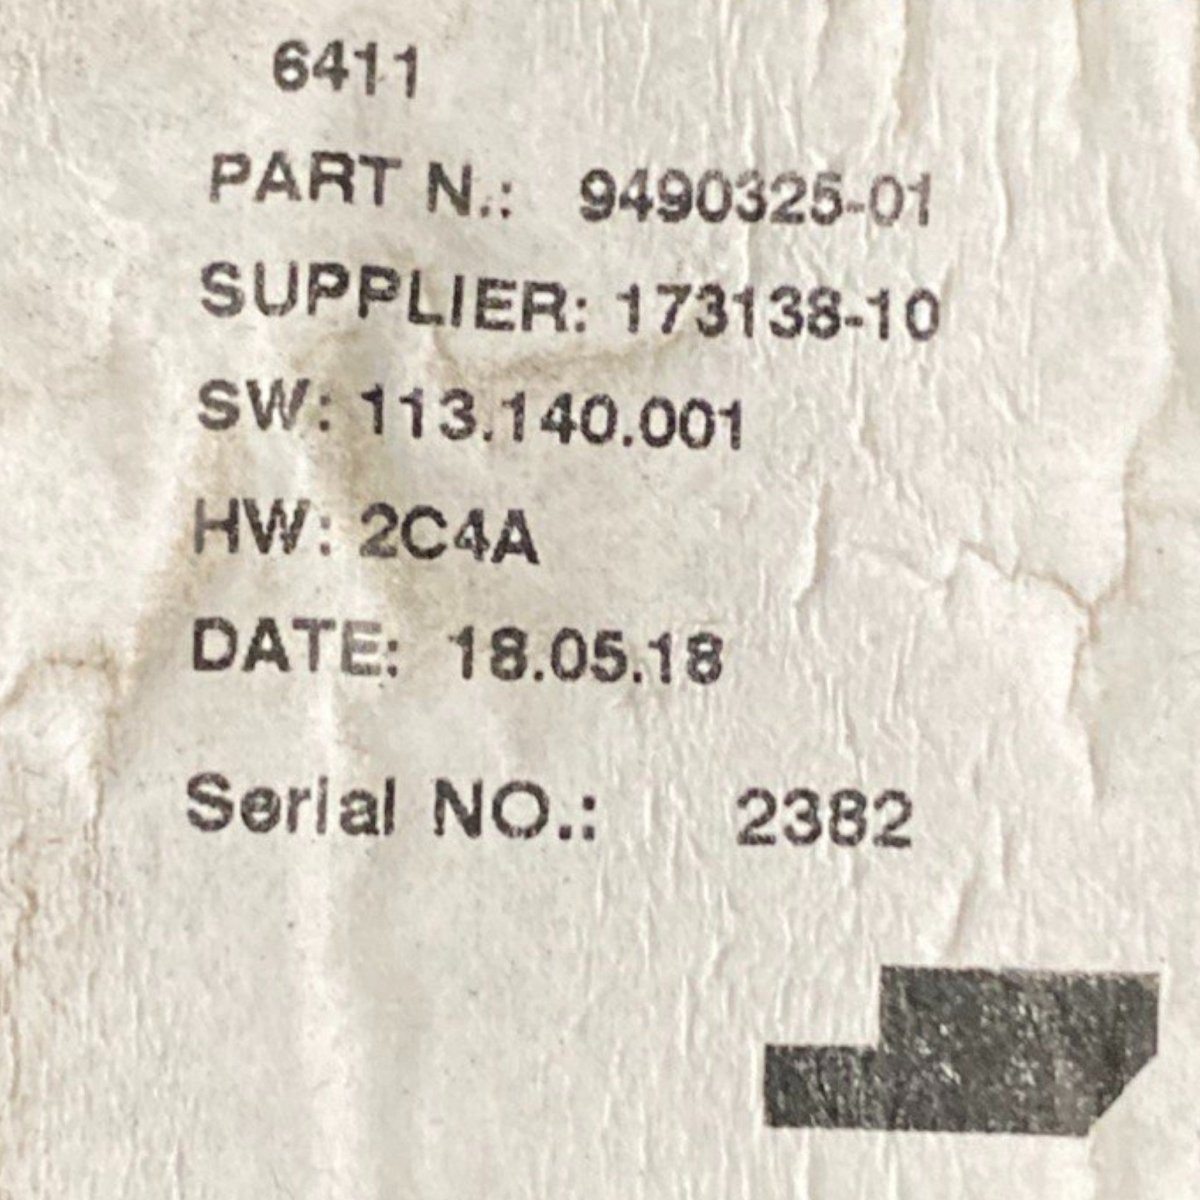 6411
PART N.: 9490325-01
SUPPLIER: 173138-10
SW: 113.140.001
HW: 2C4A
DATE: 18.05.18
Serial NO.: 2382